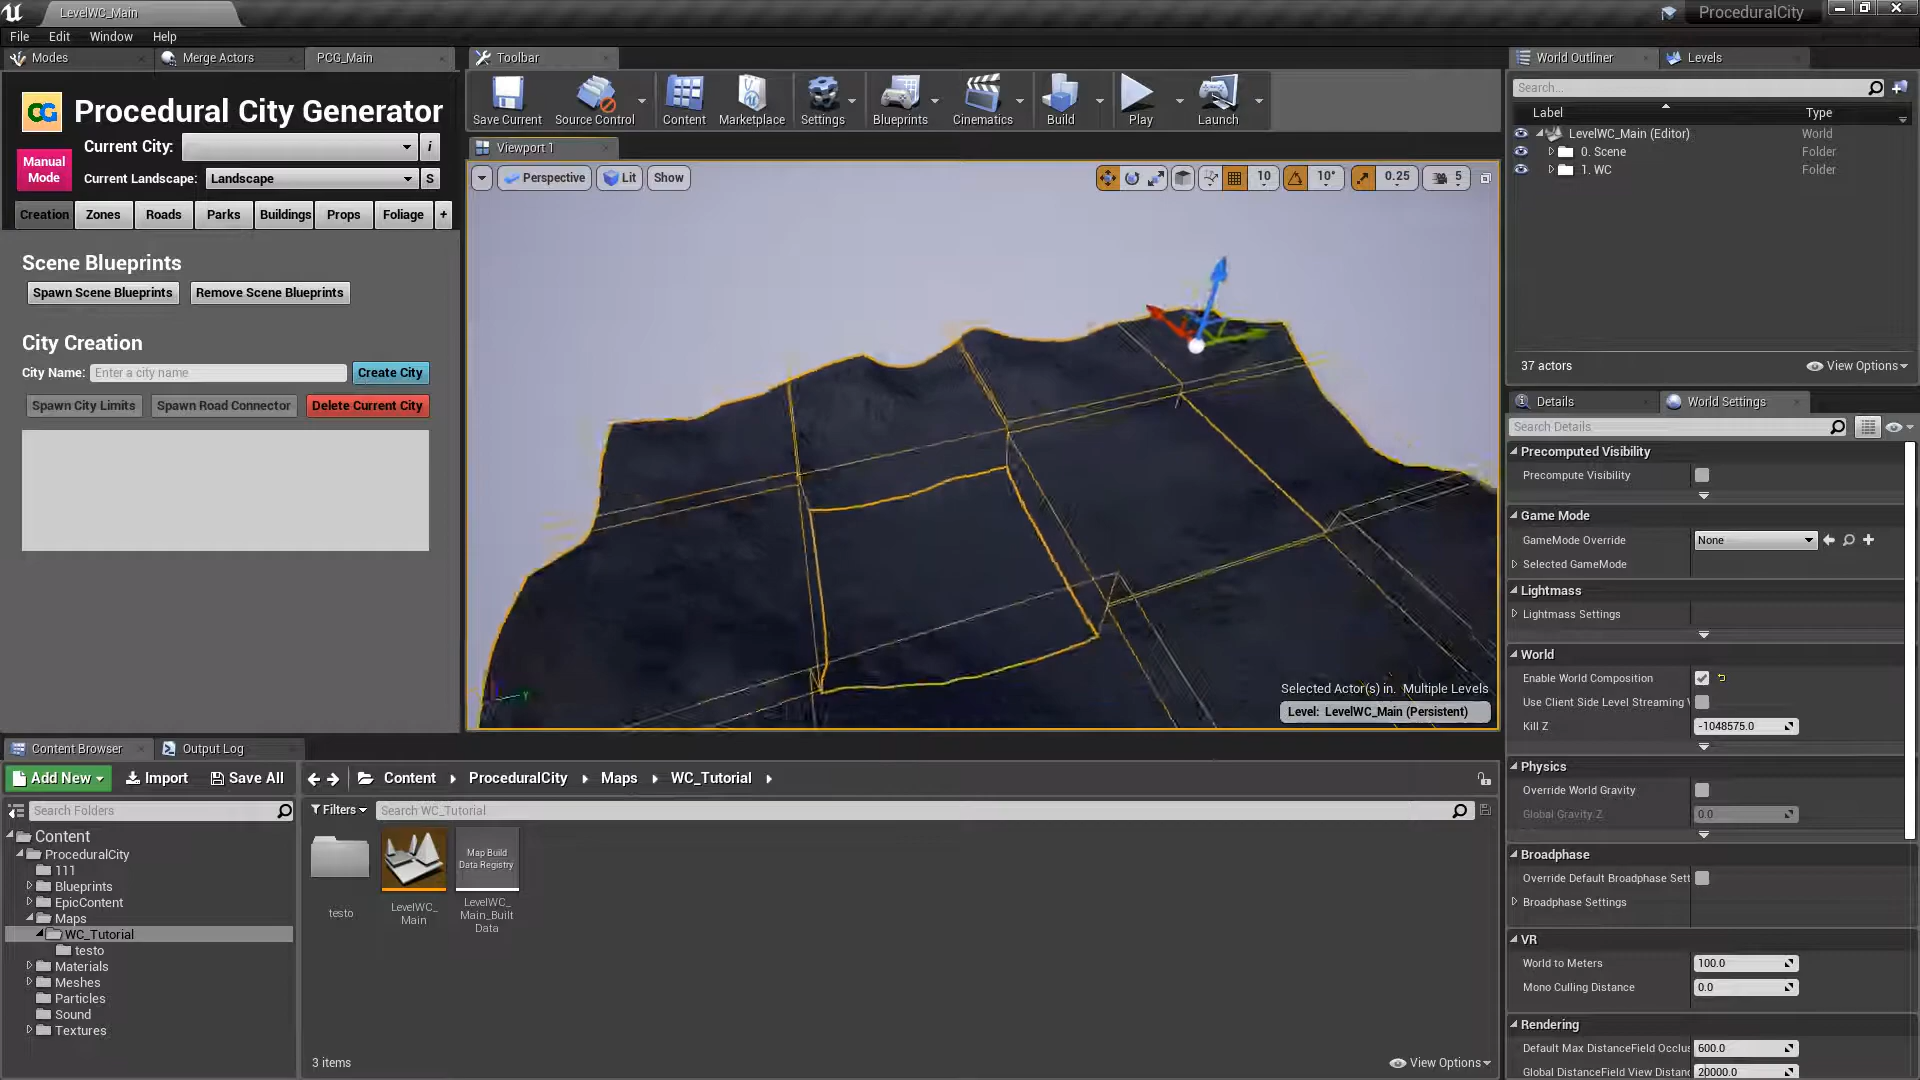 LevelWC_Main
ProceduralCity
File Edit Window Help
Modes
Merge Actors
PCG_Main
Toolbar
World Outliner
Levels
Procedural City Generator
Manual Mode
Current City:
i
Current Landscape: Landscape S
Creation Zones Roads Parks Buildings Props Foliage +
Scene Blueprints
Spawn Scene Blueprints Remove Scene Blueprints
City Creation
City Name: Enter a city name Create City
Spawn City Limits Spawn Road Connector Delete Current City
Save Current Source Control Content Marketplace Settings Blueprints Cinematics Build Play Launch
Viewport 1
Perspective Lit Show
10 10° 0.25 5
Selected Actor(s) in. Multiple Levels
Level: LevelWC_Main (Persistent)
Search...
Label Type
LevelWC_Main (Editor) World
0. Scene Folder
1. WC Folder
37 actors View Options
Details
World Settings
Search Details
Precomputed Visibility
Precompute Visibility
Game Mode
GameMode Override None
Selected GameMode
Lightmass
Lightmass Settings
World
Enable World Composition
Use Client Side Level Streaming V
Kill Z -1048575.0
Physics
Override World Gravity
Global Gravity Z 0.0
Broadphase
Override Default Broadphase Sett
Broadphase Settings
VR
World to Meters 100.0
Mono Culling Distance 0.0
Rendering
Default Max DistanceField Occlus 600.0
Global DistanceField View Distanc 20000.0
Content Browser
Output Log
Add New Import Save All
Content ProceduralCity Maps WC_Tutorial
Search Folders
Filters Search WC_Tutorial
Content
ProceduralCity
111
Blueprints
EpicContent
Maps
WC_Tutorial
testo
Materials
Meshes
Particles
Sound
Textures
testo
LevelWC_
Main
Map Build
Data Registry
LevelWC_
Main_Built
Data
3 items View Options